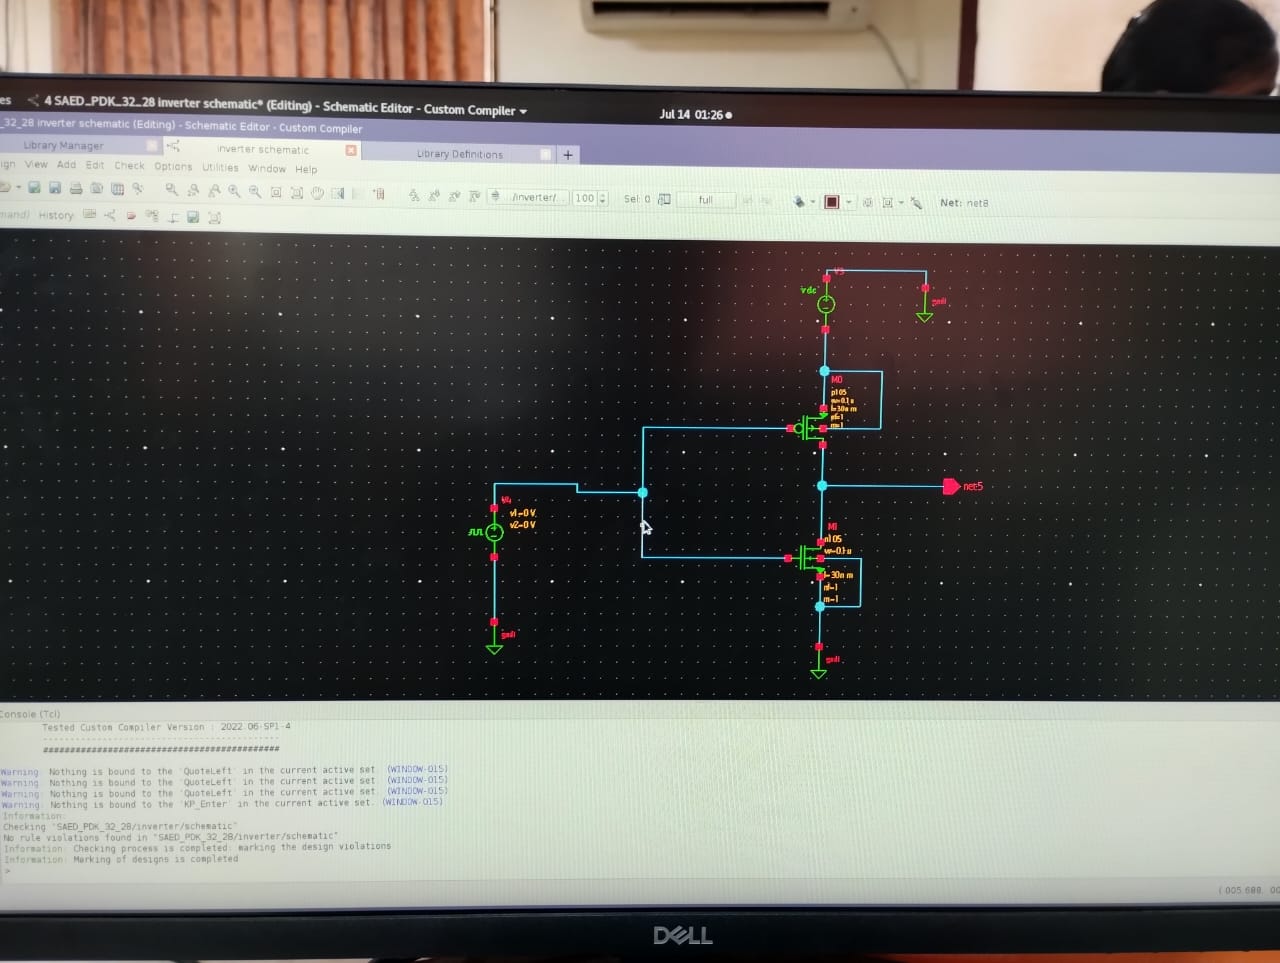 es 4 SAED_PDK_32_28 inverter schematic* (Editing) - Schematic Editor - Custom Compiler
Jul 14 01:26
_32_28 inverter schematic (Editing) - Schematic Editor - Custom Compiler
Library Manager
inverter schematic
Library Definitions
+
ign View Add Edit Check Options Utilities Window Help
/inverter/... 100 Sel: 0 full Net: net8
mand) History
V3
vdc
gnd
M0
p105
w=0.1u
l=30n m
nf=1
m=1
net5
v1=0 V
v2=0 V
M1
n105
w=0.1u
l=30n m
nf=1
m=1
gnd
gnd
Console (Tcl)
Tested Custom Compiler Version : 2022.06-SP1-4
Warning: Nothing is bound to the 'QuoteLeft' in the current active set. (WINDOW-015)
Warning: Nothing is bound to the 'QuoteLeft' in the current active set. (WINDOW-015)
Warning: Nothing is bound to the 'QuoteLeft' in the current active set. (WINDOW-015)
Warning: Nothing is bound to the 'KP_Enter' in the current active set. (WINDOW-015)
Information:
Checking "SAED_PDK_32_28/inverter/schematic"
No rule violations found in "SAED_PDK_32_28/inverter/schematic"
Information: Checking process is completed: marking the design violations
Information: Marking of designs is completed
>
( 005.688, 00
DELL